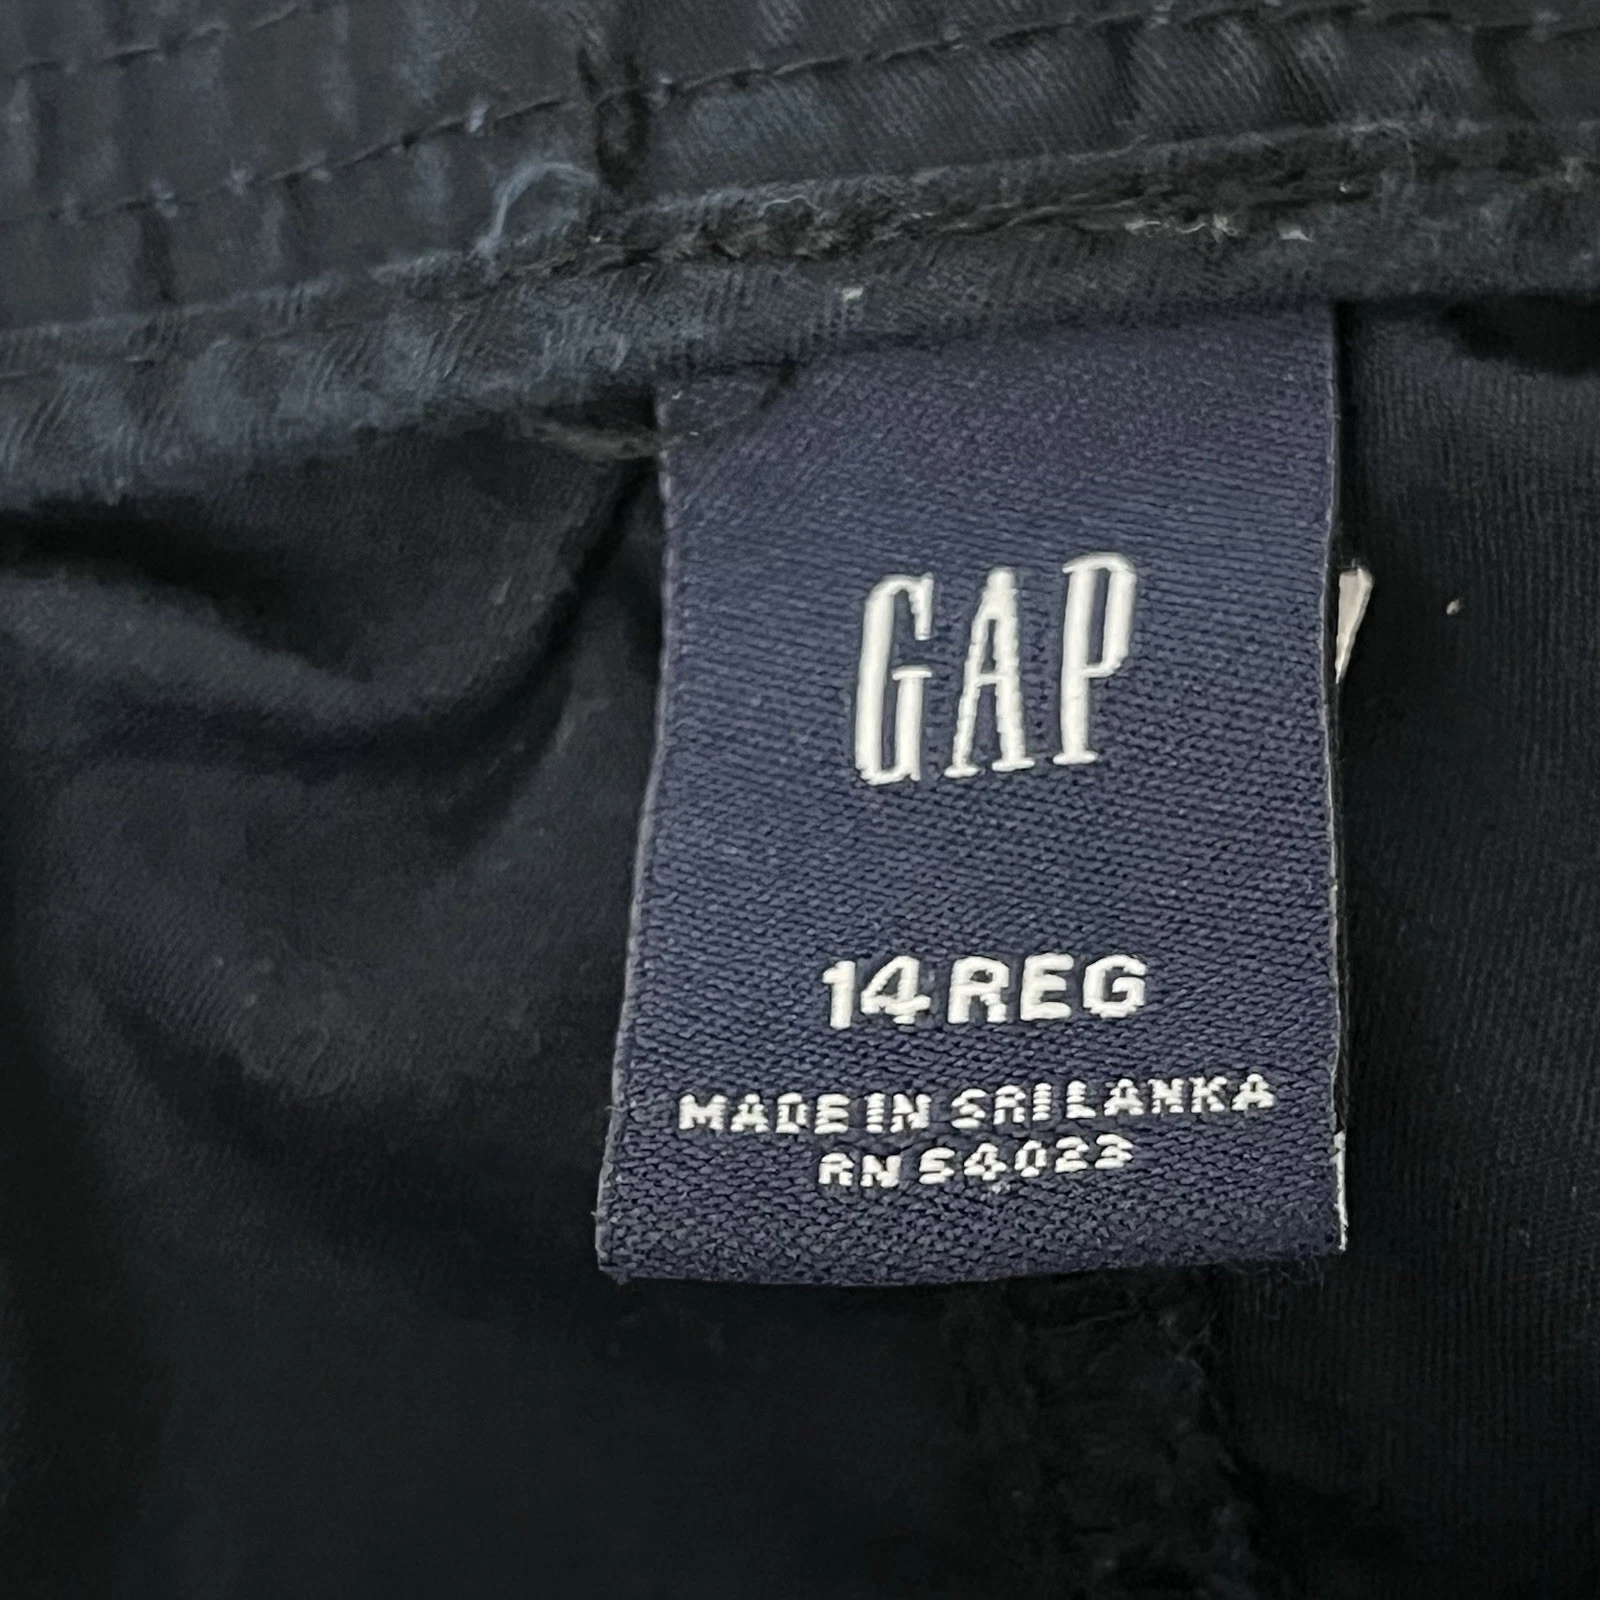 GAP
14 REG
MADE IN SRI LANKA
RN 54023